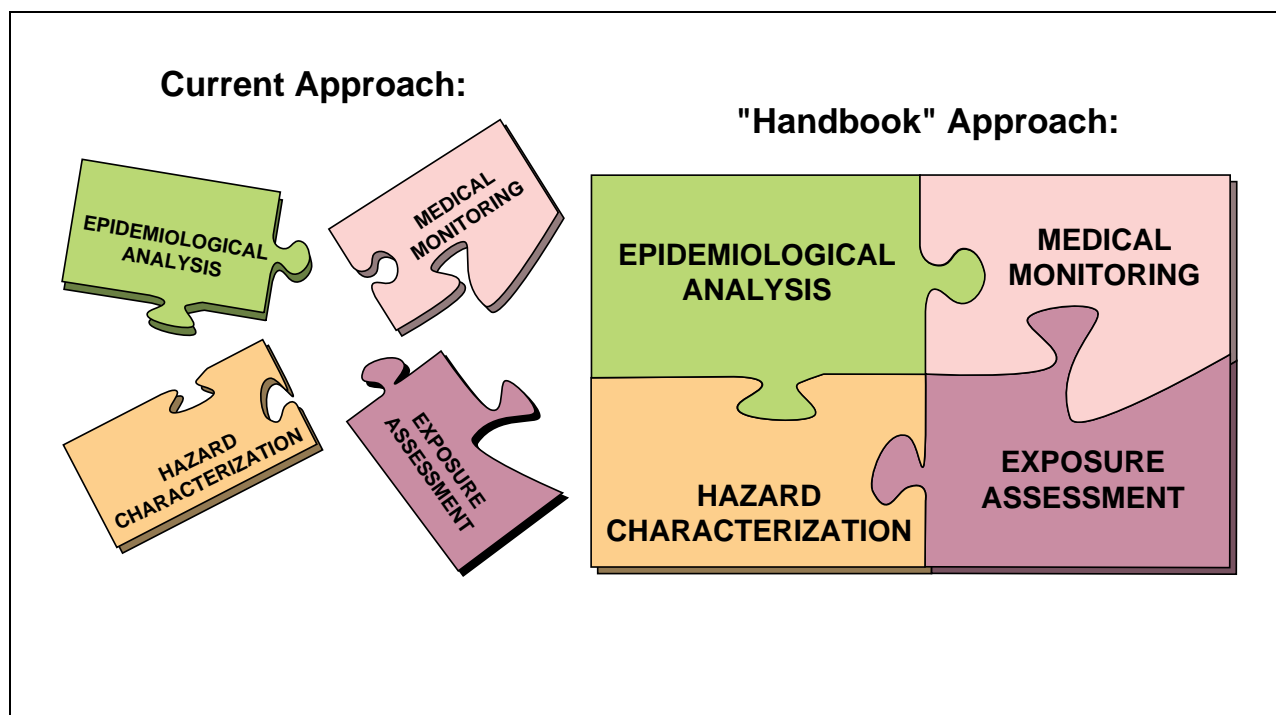 Current Approach:
EPIDEMIOLOGICAL
ANALYSIS
MEDICAL
MONITORING
HAZARD
CHARACTERIZATION
EXPOSURE
ASSESSMENT
"Handbook" Approach:
EPIDEMIOLOGICAL
ANALYSIS
MEDICAL
MONITORING
HAZARD
CHARACTERIZATION
EXPOSURE
ASSESSMENT